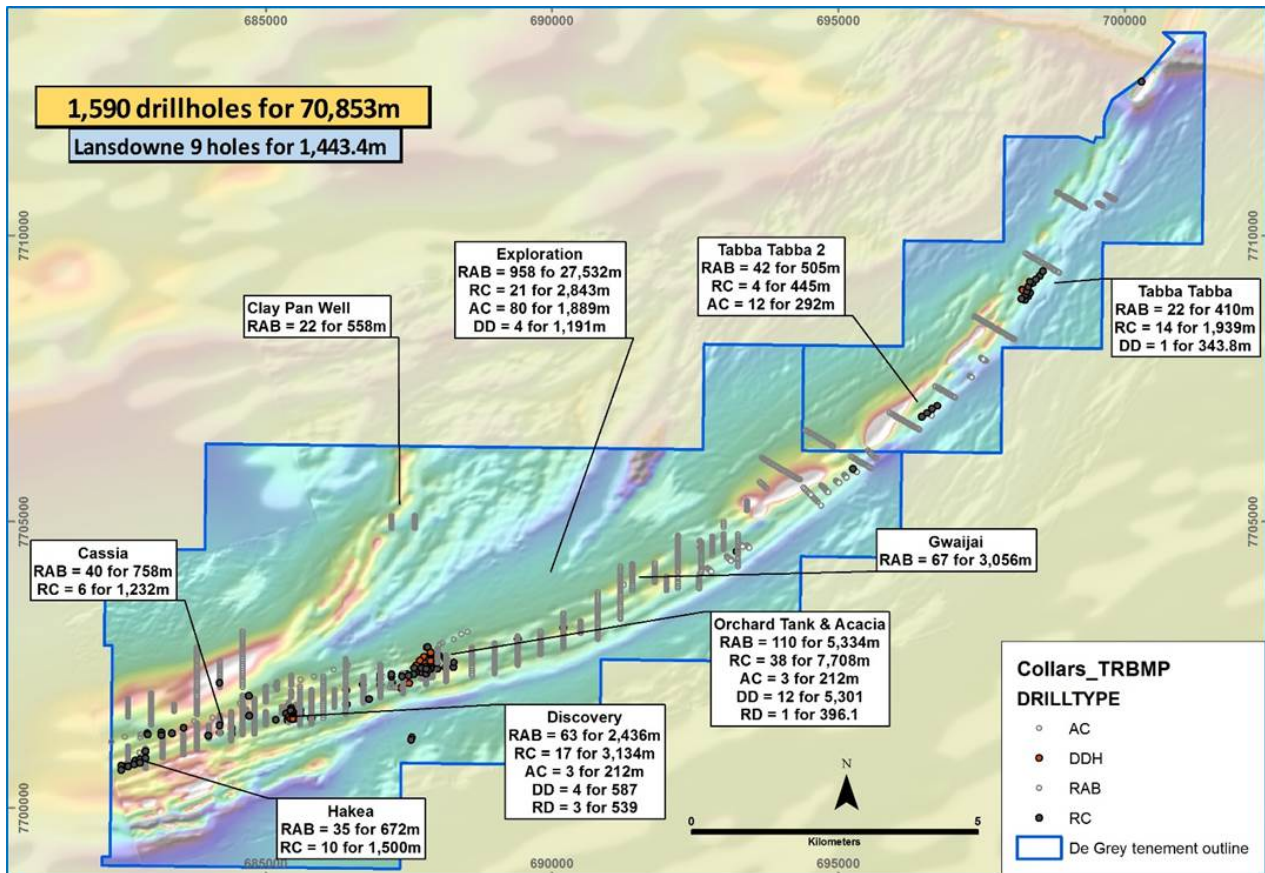 685000
690000
695000
700000
1,590 drillholes for 70,853m
Lansdowne 9 holes for 1,443.4m
7710000
7710000
Exploration
RAB = 958 fo 27,532m
RC = 21 for 2,843m
AC = 80 for 1,889m
DD = 4 for 1,191m
Tabba Tabba 2
RAB = 42 for 505m
RC = 4 for 445m
AC = 12 for 292m
Tabba Tabba
RAB = 22 for 410m
RC = 14 for 1,939m
DD = 1 for 343.8m
Clay Pan Well
RAB = 22 for 558m
7705000
7705000
Cassia
RAB = 40 for 758m
RC = 6 for 1,232m
Gwaijai
RAB = 67 for 3,056m
Orchard Tank & Acacia
RAB = 110 for 5,334m
RC = 38 for 7,708m
AC = 3 for 212m
DD = 12 for 5,301
RD = 1 for 396.1
Discovery
RAB = 63 for 2,436m
RC = 17 for 3,134m
AC = 3 for 212m
DD = 4 for 587
RD = 3 for 539
Hakea
RAB = 35 for 672m
RC = 10 for 1,500m
7700000
N
0
5
Kilometers
Collars_TRBMP
DRILLTYPE
AC
DDH
RAB
RC
De Grey tenement outline
685000
690000
695000